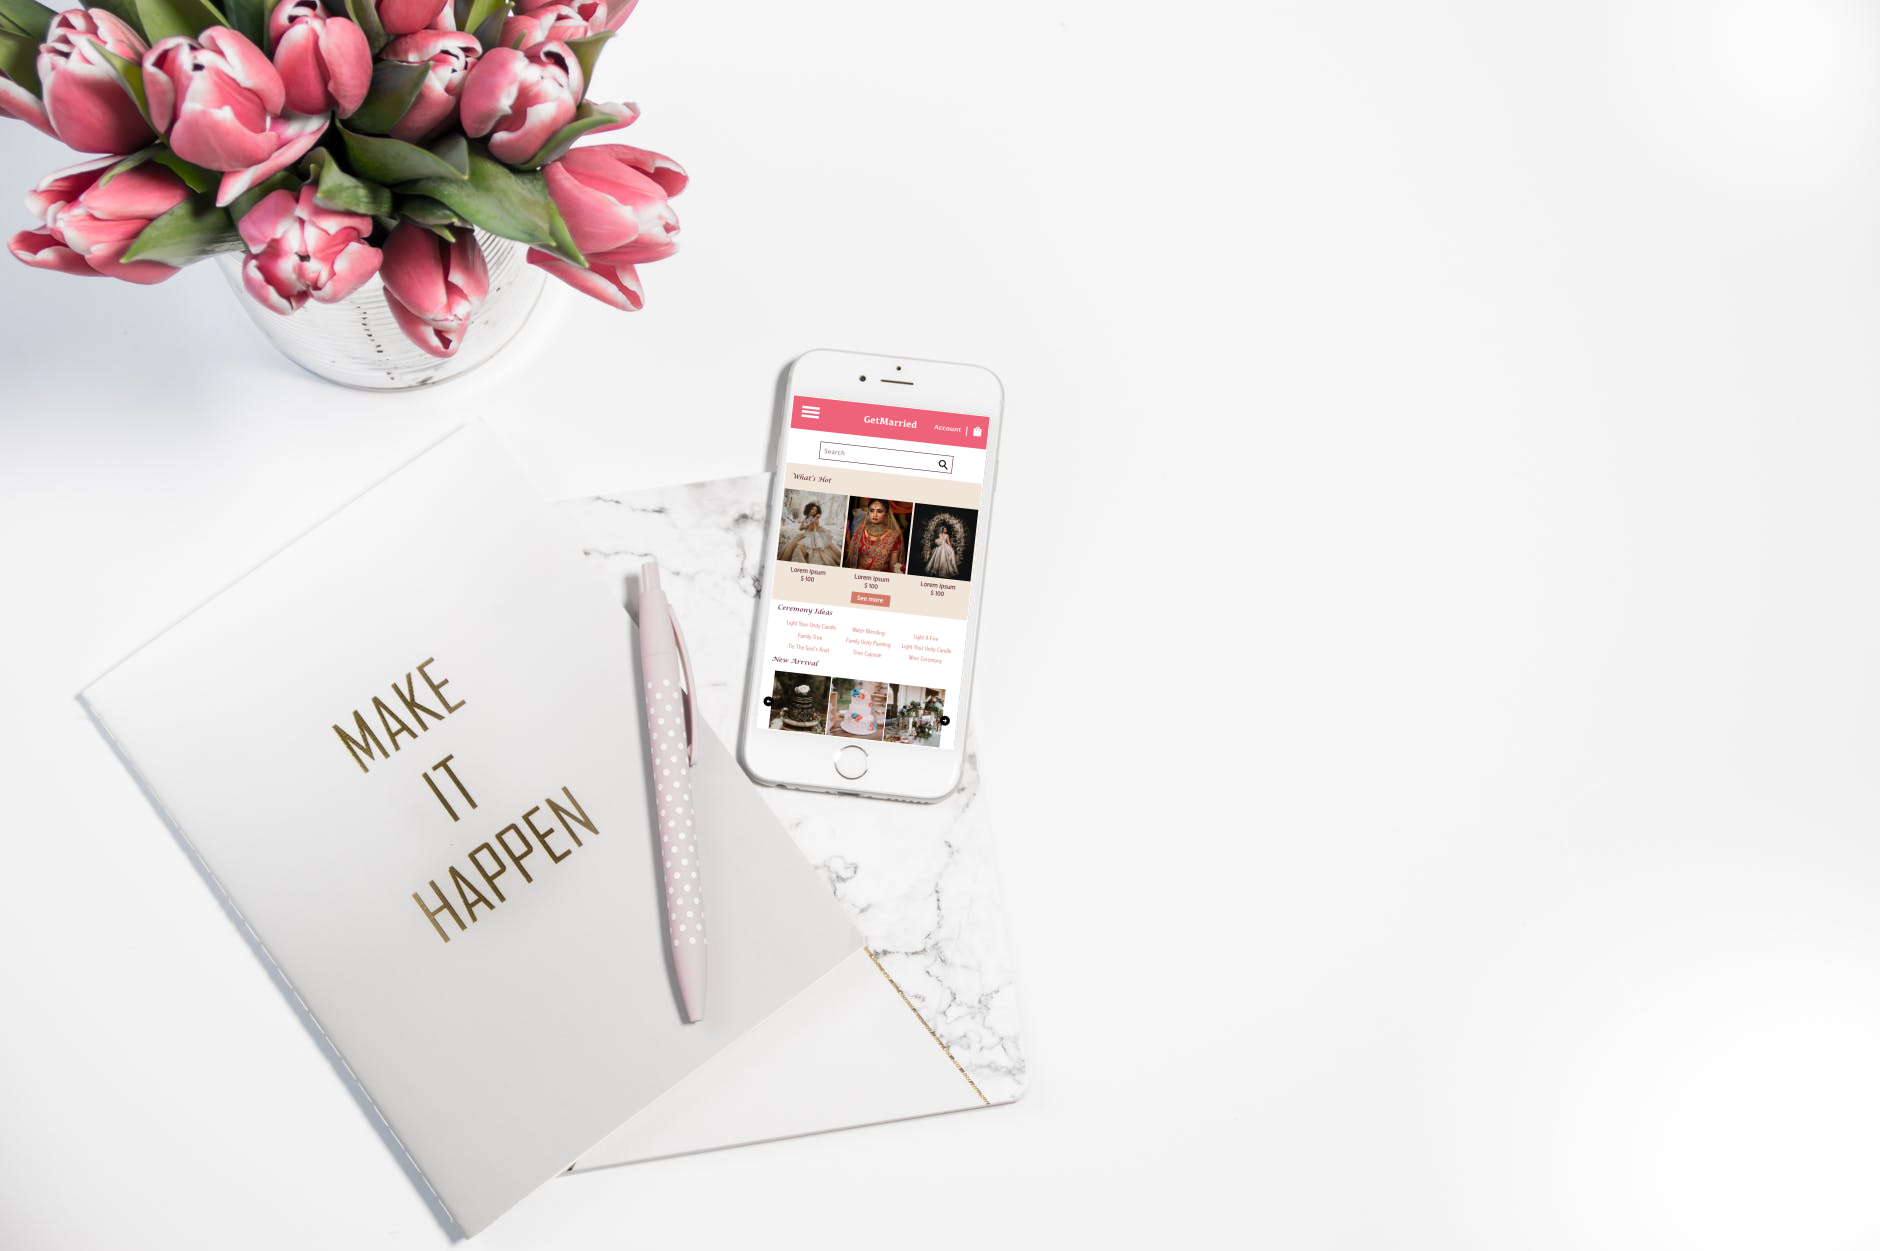 MAKE
IT
HAPPEN
GetMarried
Account |
Search
What's Hot
Lorem Ipsum
$ 100
Lorem Ipsum
$ 100
Lorem Ipsum
$ 100
See more
Ceremony Ideas
Light Your Unity Candle
Water Blending
Light A Fire
Family Tree
Family Unity Painting
Light Your Unity Candle
Tie The God's Knot
Time Capsule
Wine Ceremony
New Arrival